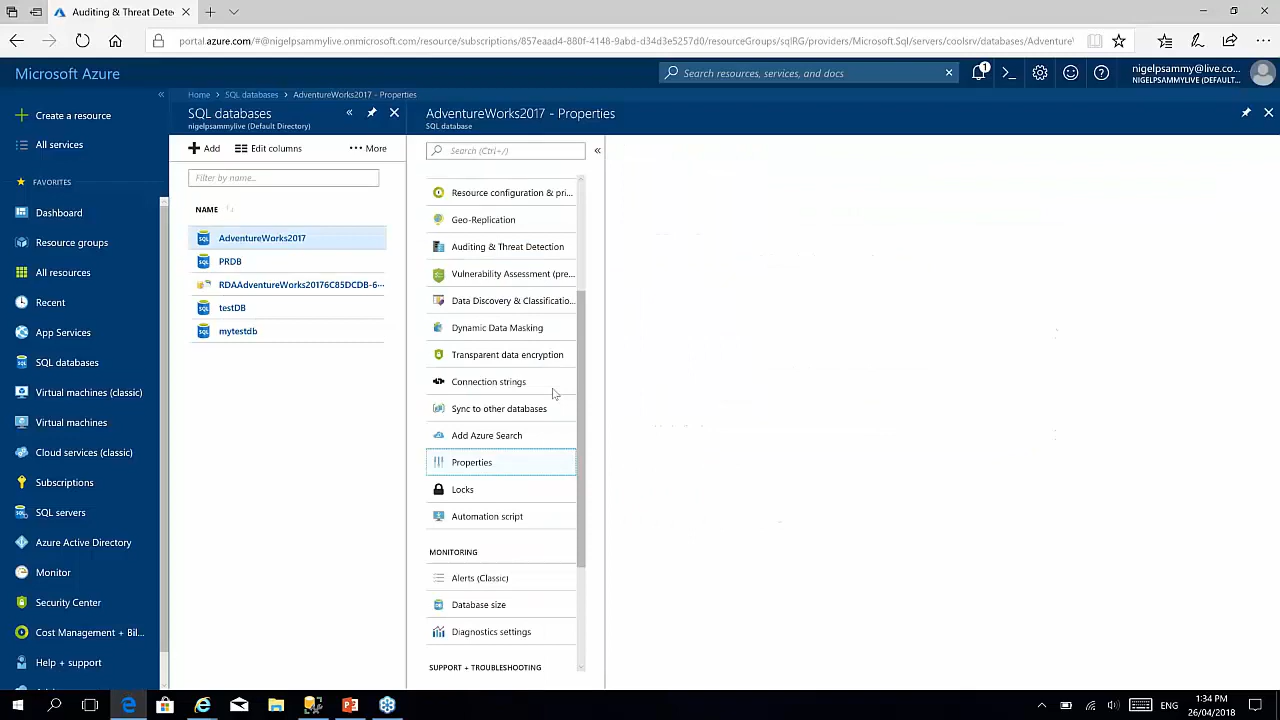 Auditing & Threat Dete
portal.azure.com/#@nigelpsammylive.onmicrosoft.com/resource/subscriptions/857eaad4-880f-4148-9abd-d34d3e5257d0/resourceGroups/sqlRG/providers/Microsoft.Sql/servers/coolsrv/databases/Adventure
Microsoft Azure
Search resources, services, and docs
1
nigelpsammy@live.co...
NIGELPSAMMYLIVE (DEFAULT...
Home
SQL databases
AdventureWorks2017 - Properties
Create a resource
All services
FAVORITES
Dashboard
Resource groups
All resources
Recent
App Services
SQL databases
Virtual machines (classic)
Virtual machines
Cloud services (classic)
Subscriptions
SQL servers
Azure Active Directory
Monitor
Security Center
Cost Management + Bil...
Help + support
SQL databases
nigelpsammylive (Default Directory)
Add
Edit columns
More
Filter by name...
NAME
AdventureWorks2017
PRDB
RDAAdventureWorks20176C85DCDB-6···
testDB
mytestdb
AdventureWorks2017 - Properties
SQL database
Search (Ctrl+/)
Resource configuration & pri...
Geo-Replication
Auditing & Threat Detection
Vulnerability Assessment (pre...
Data Discovery & Classificatio...
Dynamic Data Masking
Transparent data encryption
Connection strings
Sync to other databases
Add Azure Search
Properties
Locks
Automation script
MONITORING
Alerts (Classic)
Database size
Diagnostics settings
SUPPORT + TROUBLESHOOTING
ENG
1:34 PM
26/04/2018